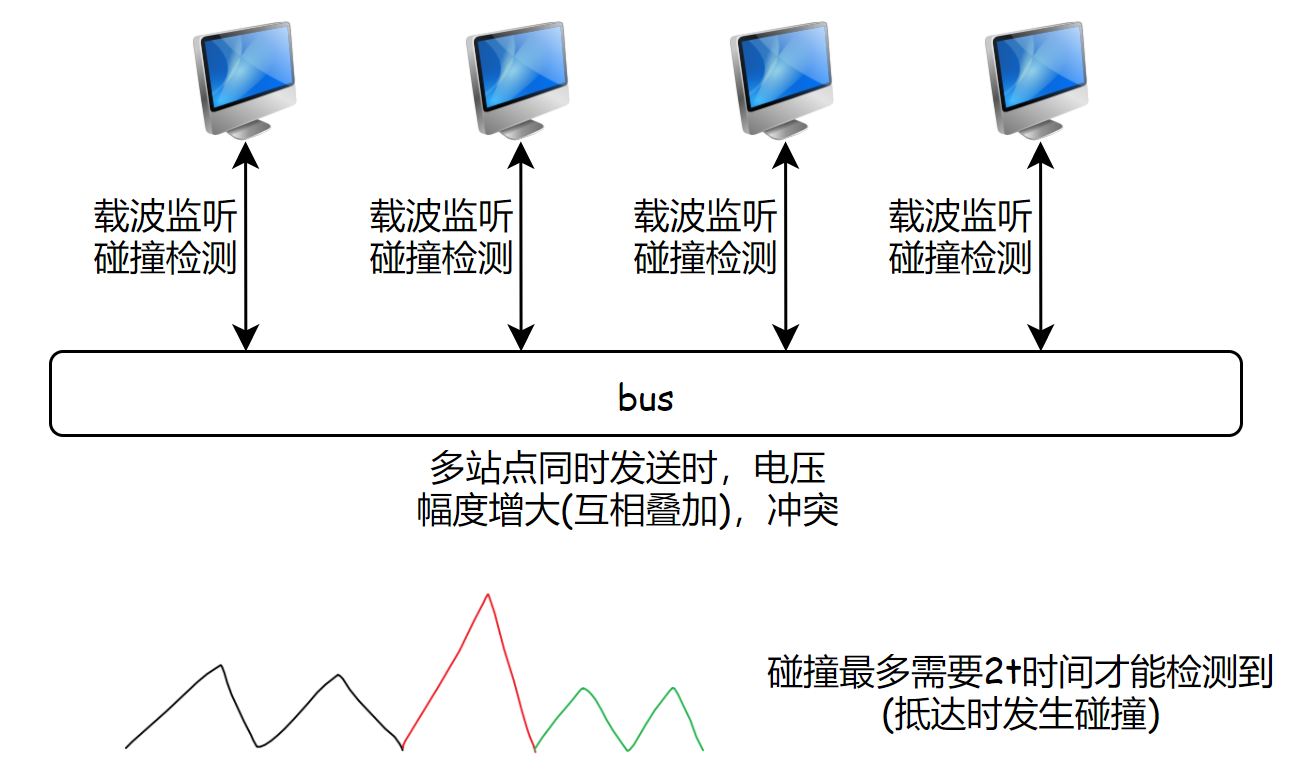 载波监听
碰撞检测
载波监听
碰撞检测
载波监听
碰撞检测
载波监听
碰撞检测
bus
多站点同时发送时，电压
幅度增大(互相叠加)，冲突
碰撞最多需要2t时间才能检测到
(抵达时发生碰撞)